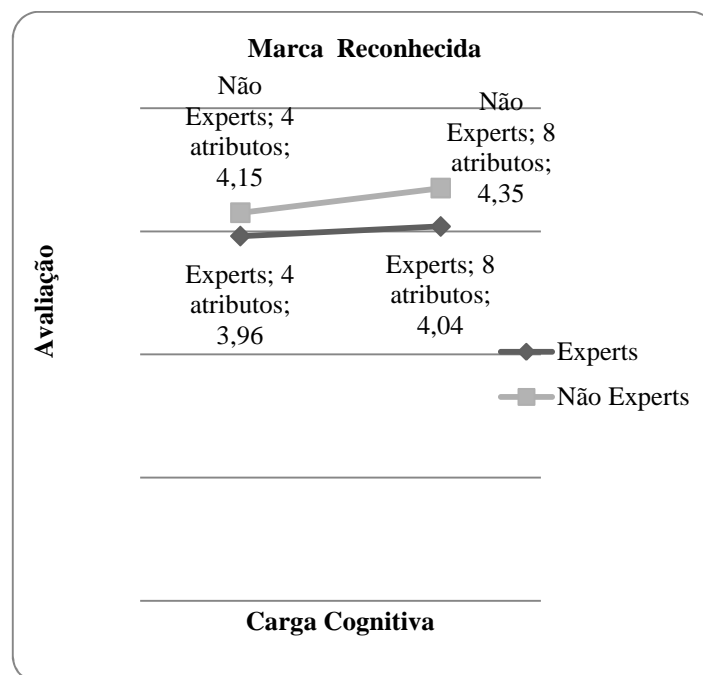 Marca Reconhecida
Não
Experts; 4
atributos;
4,15
Não
Experts; 8
atributos;
4,35
Avaliação
Experts; 4
atributos;
3,96
Experts; 8
atributos;
4,04
Experts
Não Experts
Carga Cognitiva